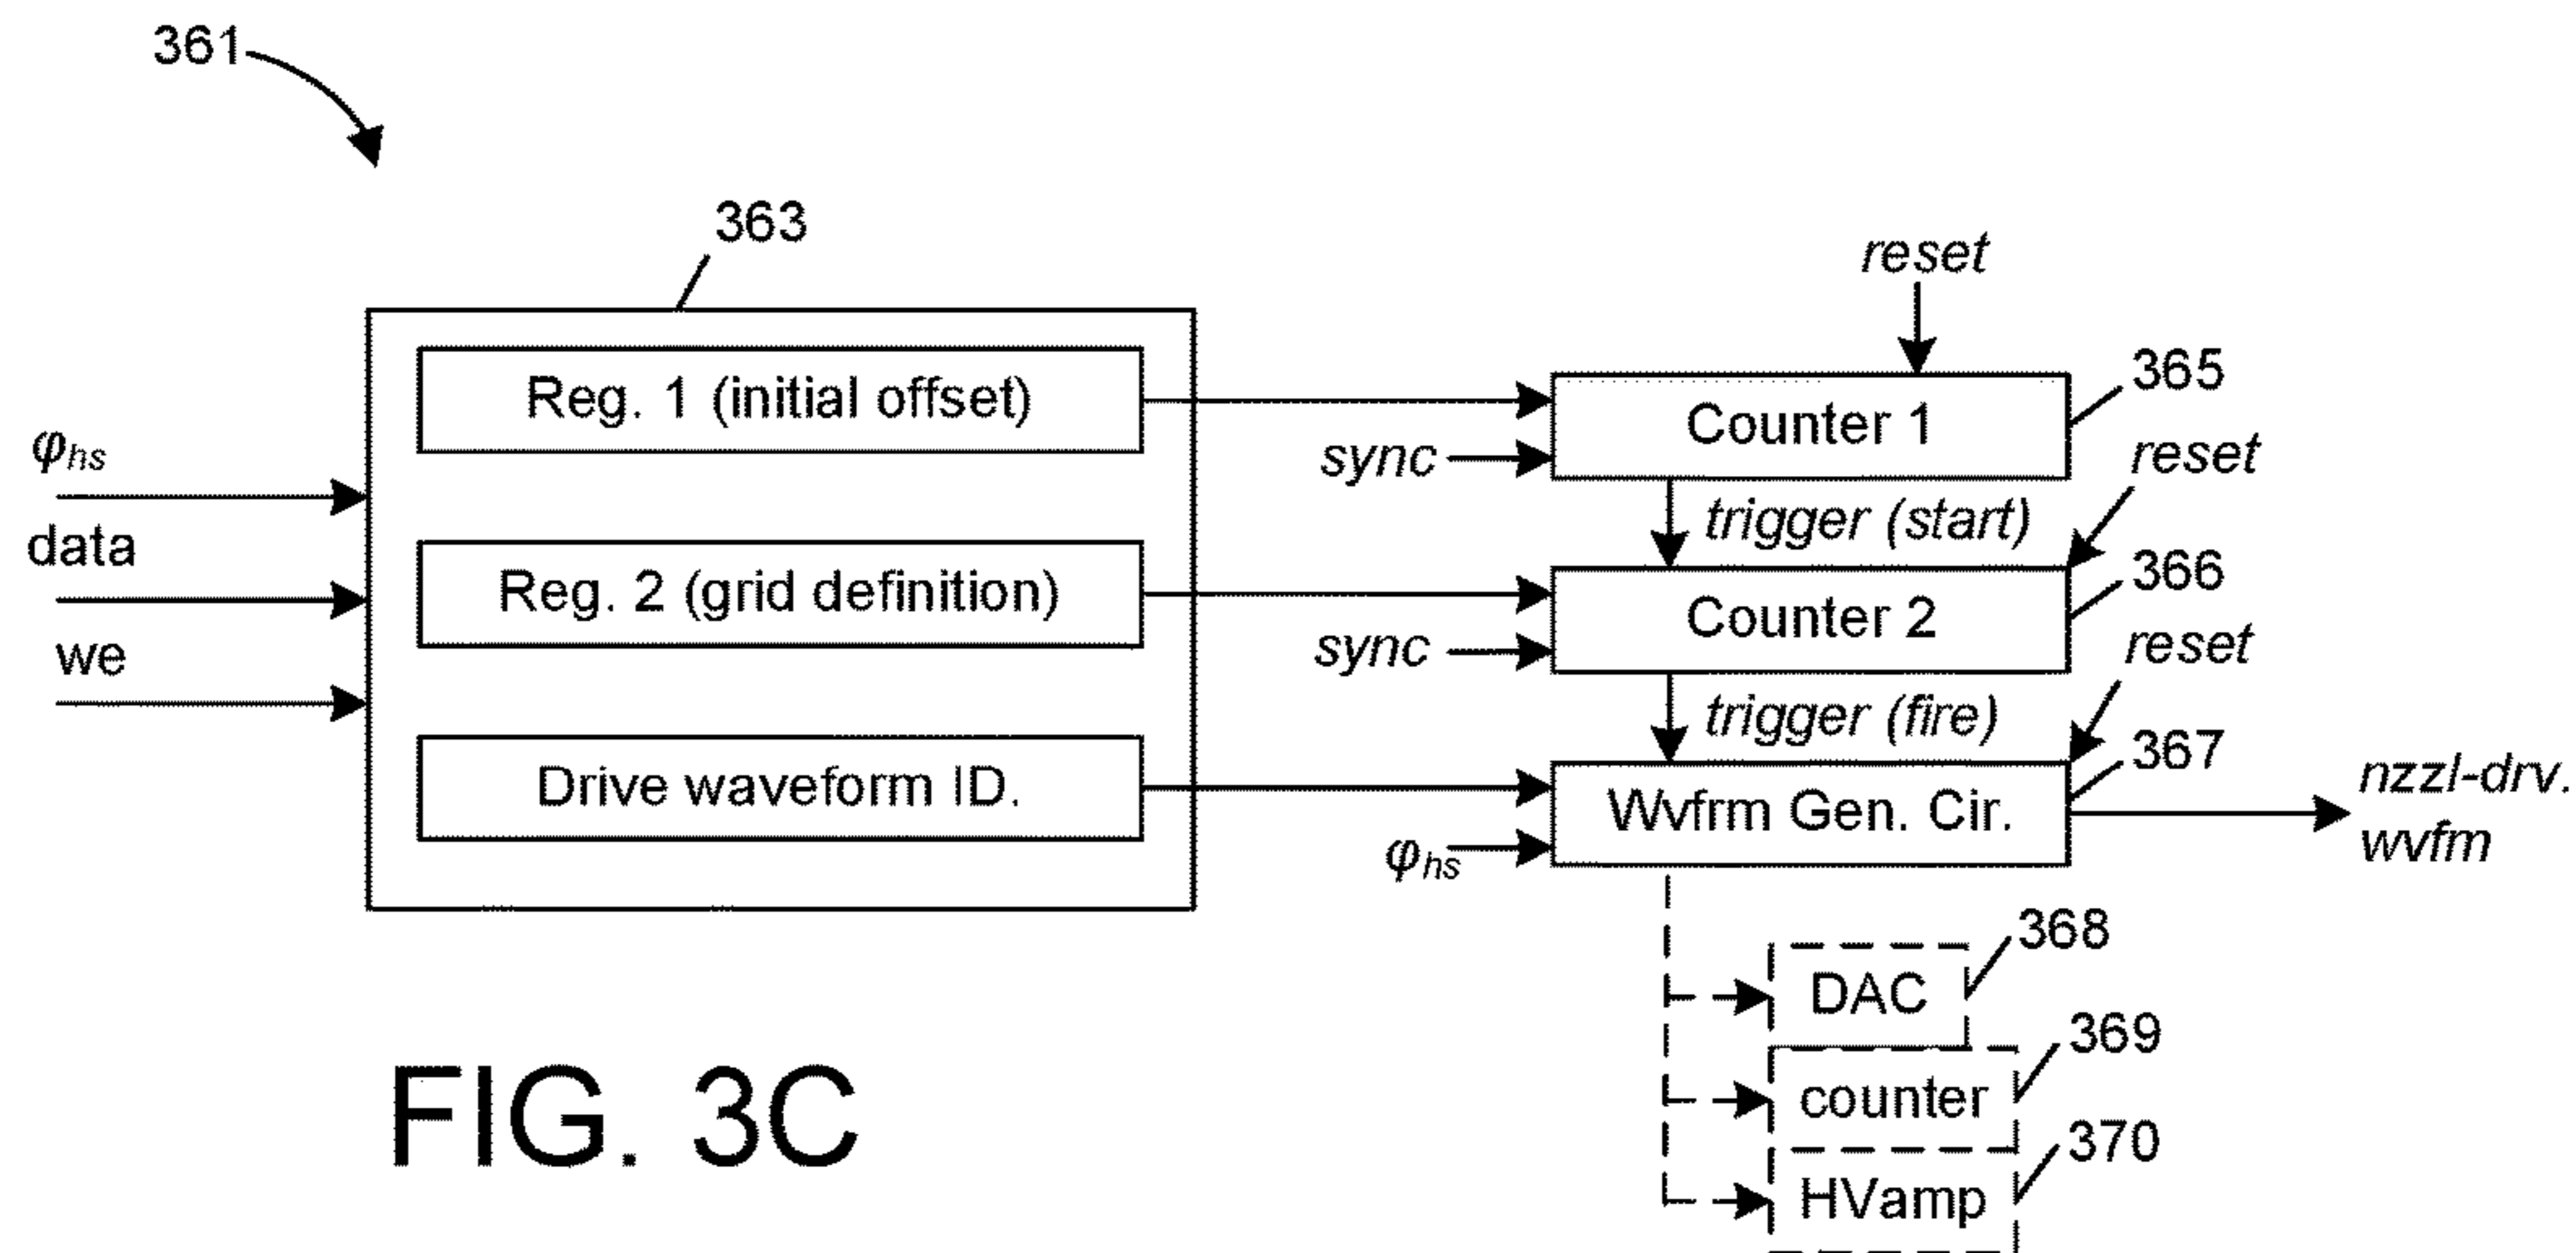 361
363
reset
Reg. 1 (initial offset)
365
Counter 1
φhs
sync
reset
data
trigger (start)
366
Reg. 2 (grid definition)
Counter 2
we
sync
reset
trigger (fire)
367
Drive waveform ID.
Wvfrm Gen. Cir.
nzzl-drv.
wvfm
φhs
368
DAC
369
counter
FIG. 3C
370
HVamp